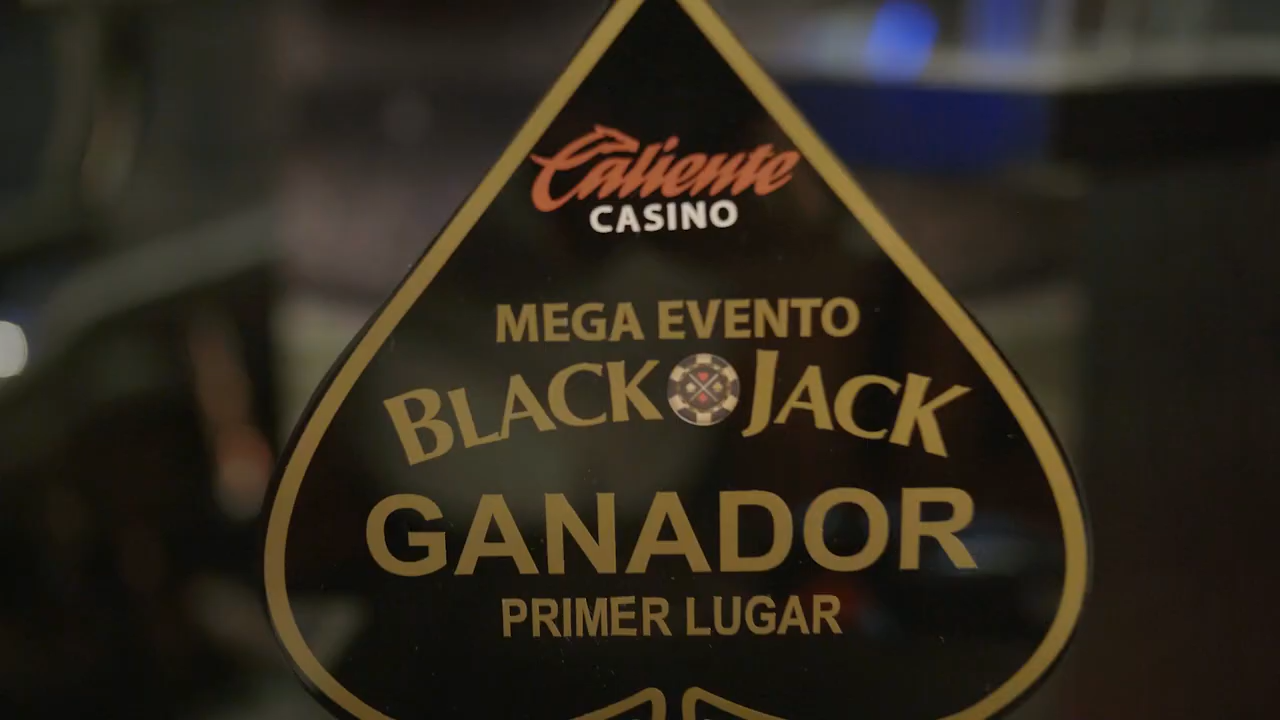 Caliente
CASINO
MEGA EVENTO
BLACK JACK
GANADOR
PRIMER LUGAR